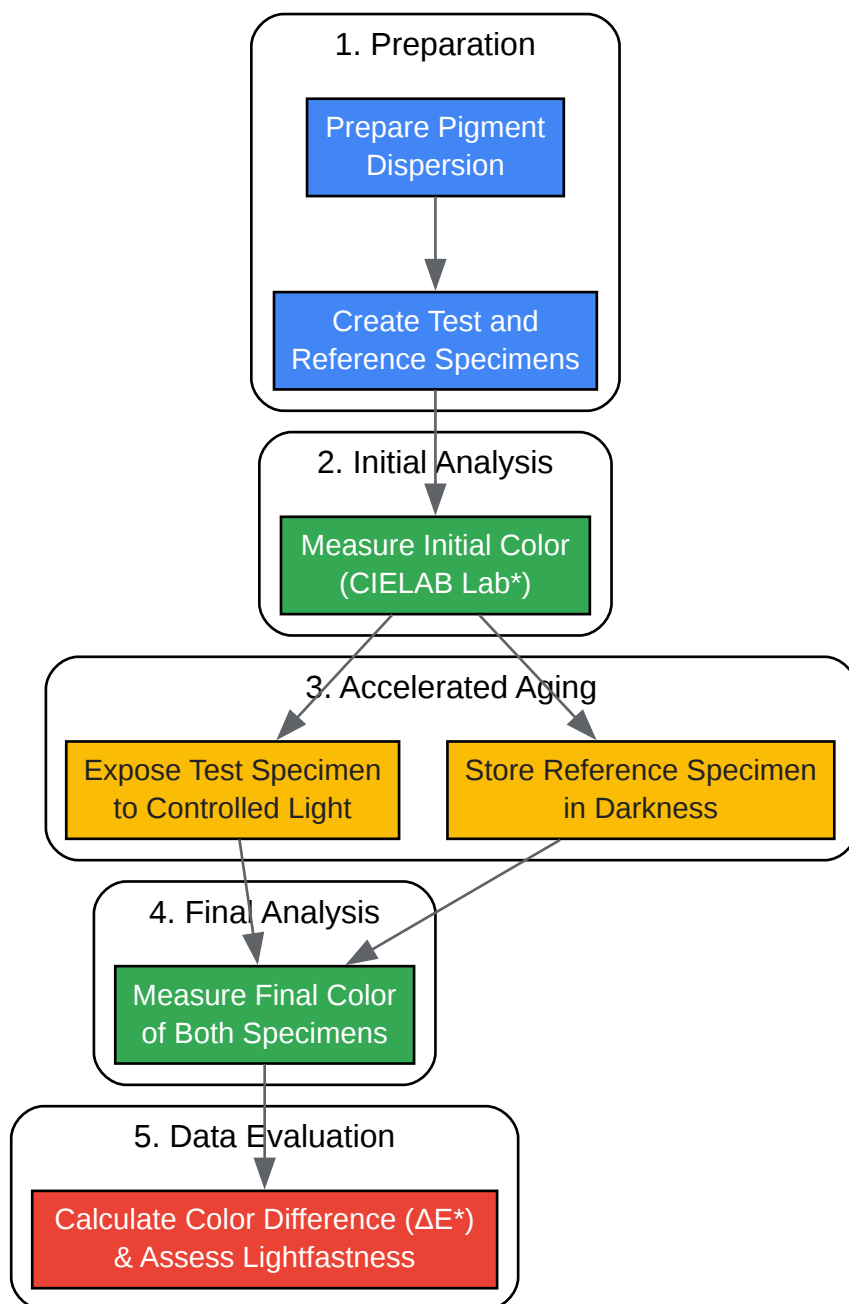 1. Preparation
Prepare Pigment
Dispersion
Create Test and
Reference Specimens
2. Initial Analysis
Measure Initial Color
(CIELAB Lab*)
3. Accelerated Aging
Expose Test Specimen
to Controlled Light
Store Reference Specimen
in Darkness
4. Final Analysis
Measure Final Color
of Both Specimens
5. Data Evaluation
Calculate Color Difference (ΔE*)
& Assess Lightfastness